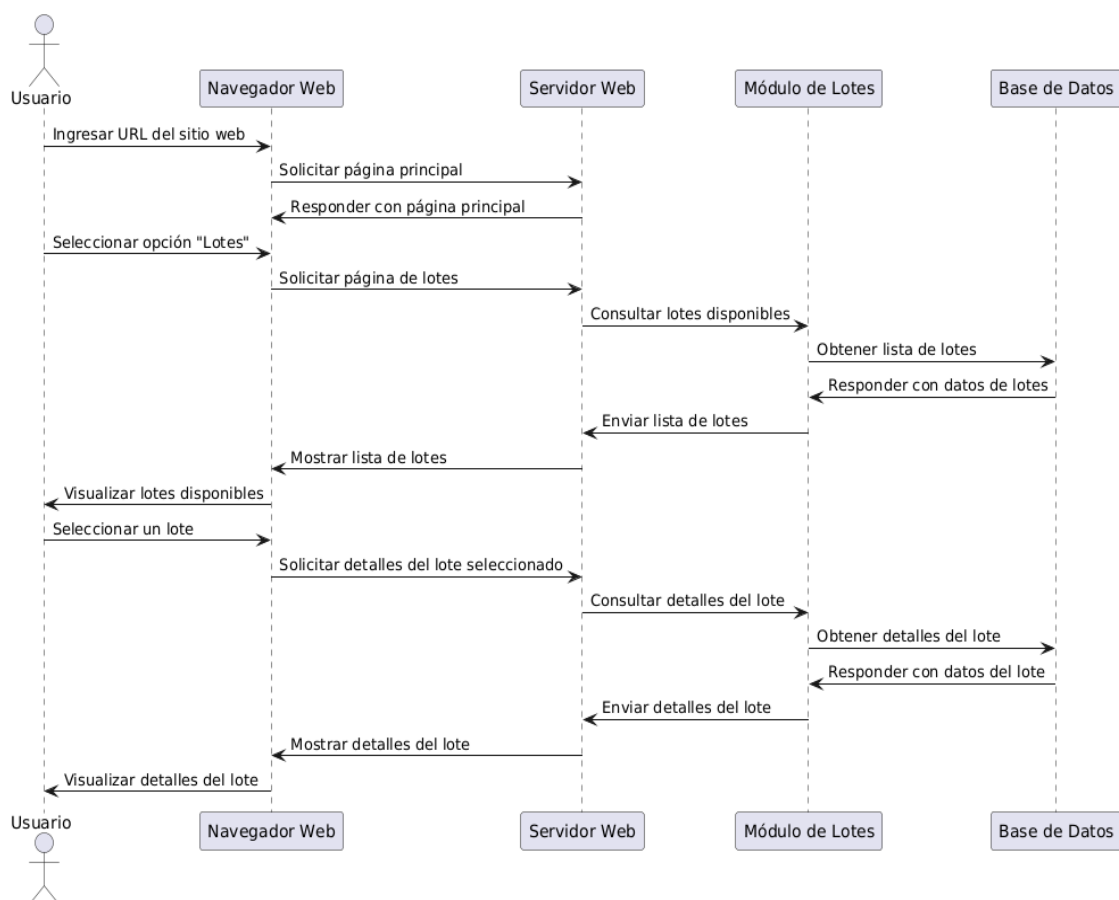 Usuario
Navegador Web
Servidor Web
Módulo de Lotes
Base de Datos
Ingresar URL del sitio web
Solicitar página principal
Responder con página principal
Seleccionar opción "Lotes"
Solicitar página de lotes
Consultar lotes disponibles
Obtener lista de lotes
Responder con datos de lotes
Enviar lista de lotes
Mostrar lista de lotes
Visualizar lotes disponibles
Seleccionar un lote
Solicitar detalles del lote seleccionado
Consultar detalles del lote
Obtener detalles del lote
Responder con datos del lote
Enviar detalles del lote
Mostrar detalles del lote
Visualizar detalles del lote
Usuario
Navegador Web
Servidor Web
Módulo de Lotes
Base de Datos